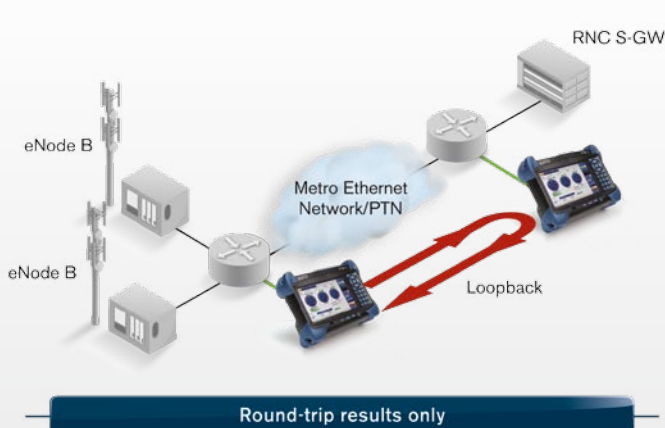 RNC S-GW
eNode B
Metro Ethernet
Network/PTN
eNode B
Loopback
Round-trip results only